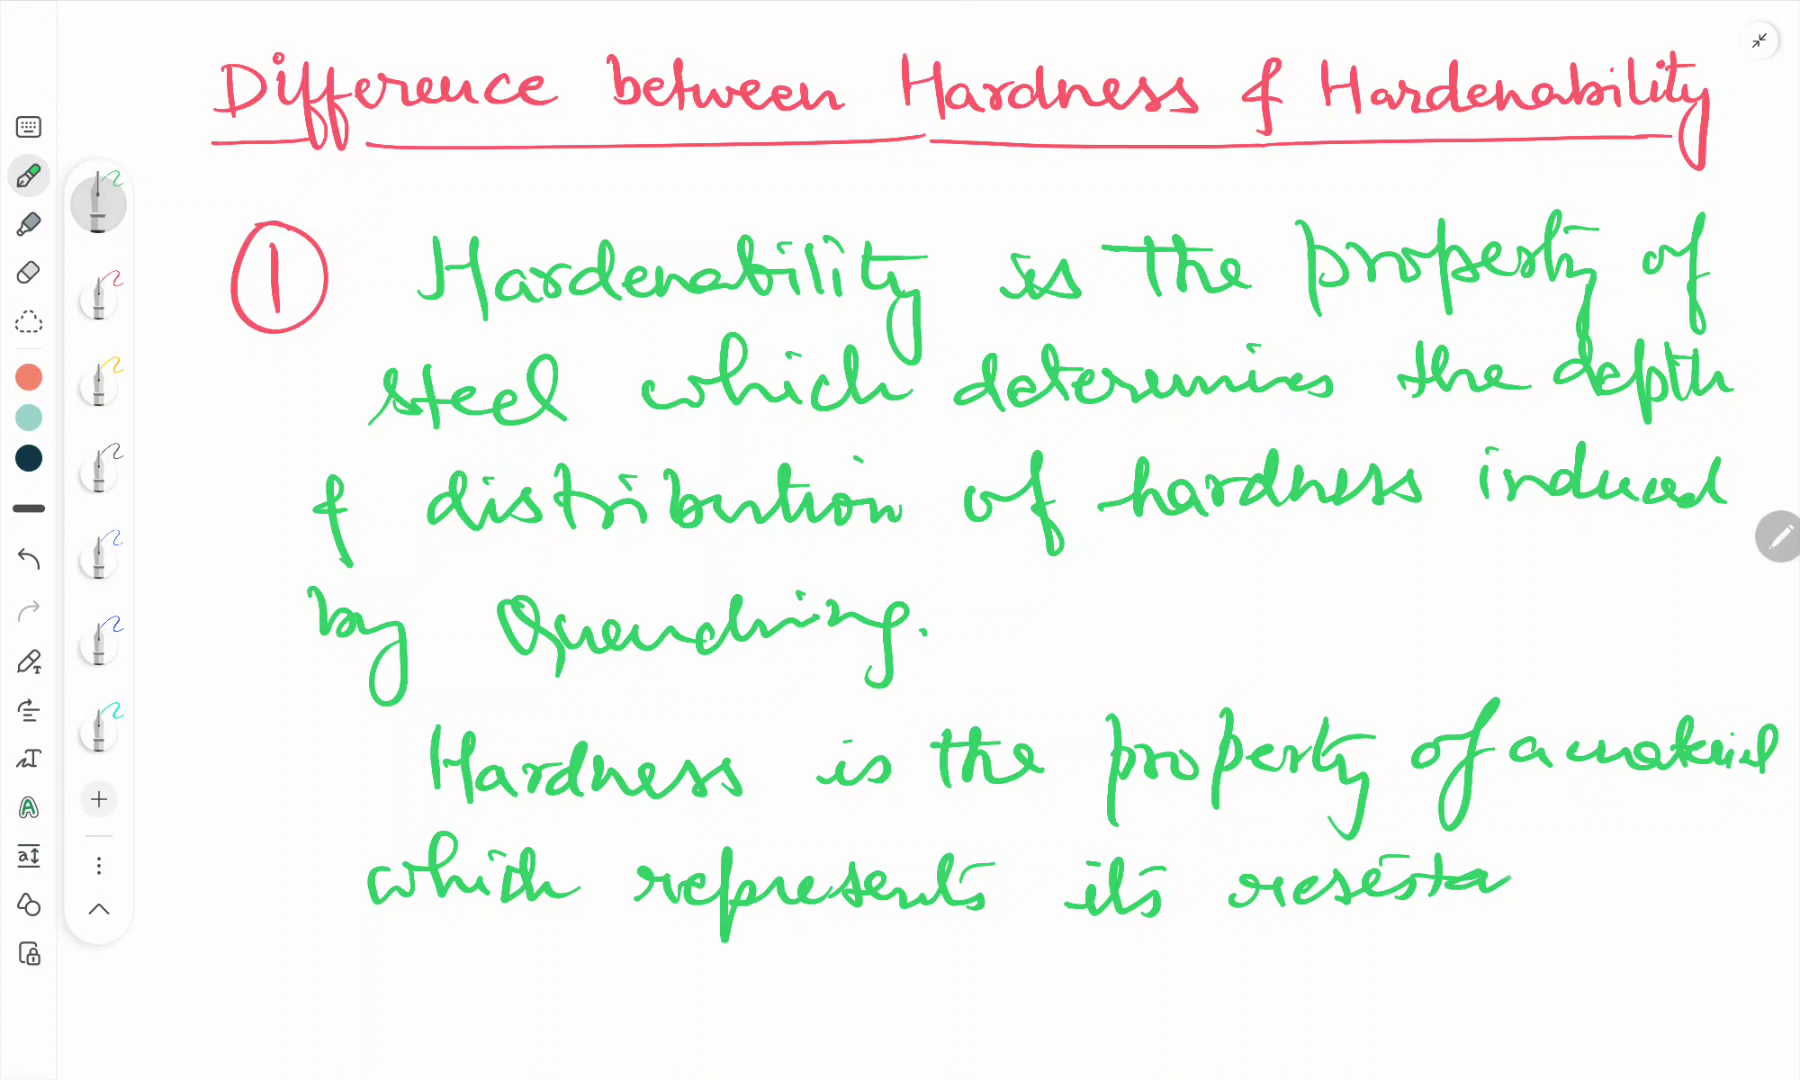 Difference between Hardness & Hardenability
1 Hardenability is the property of
steel which determines the depth
& distribution of hardness induced
by Quenching.
Hardness is the property of a material
which represents its resista